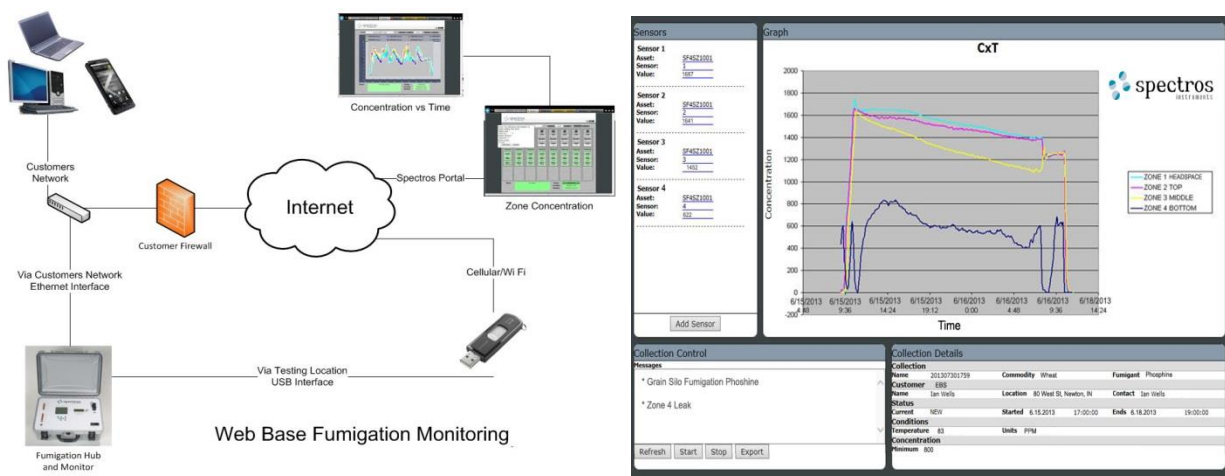 Concentration vs Time
Customers
Network
Spectros Portal
Internet
Zone Concentration
Customer Firewall
Via Customers Network
Ethernet Interface
Cellular/Wi Fi
Via Testing Location
USB Interface
Web Base Fumigation Monitoring
Fumigation Hub
and Monitor
Sensors
Sensor 1
Asset: SF4SZ1001
Sensor: 1
Value: 1687
Sensor 2
Asset: SF4SZ1001
Sensor: 2
Value: 1641
Sensor 3
Asset: SF4SZ1001
Sensor: 3
Value: 1452
Sensor 4
Asset: SF4SZ1001
Sensor: 4
Value: 622
Add Sensor
Graph
CxT
spectros
instruments
Concentration
2000
1800
1600
1400
1200
1000
800
600
400
200
0
-200
6/15/2013 6/15/2013 6/15/2013 6/15/2013 6/16/2013 6/16/2013 6/16/2013 6/18/2013
4:48 9:36 14:24 19:12 0:00 4:48 9:36 14:24
Time
ZONE 1 HEADSPACE
ZONE 2 TOP
ZONE 3 MIDDLE
ZONE 4 BOTTOM
Collection Control
Messages
* Grain Silo Fumigation Phoshine
* Zone 4 Leak
Refresh Start Stop Export
Collection Details
Collection
Name 201307301759 Commodity Wheat Fumigant Phosphine
Customer EBS
Name Ian Wells Location 80 West St, Newton, IN Contact Ian Wells
Status
Current NEW Started 6.15.2013 17:00:00 Ends 6.18.2013 19:00:00
Conditions
Temperature 83 Units PPM
Concentration
Minimum 800